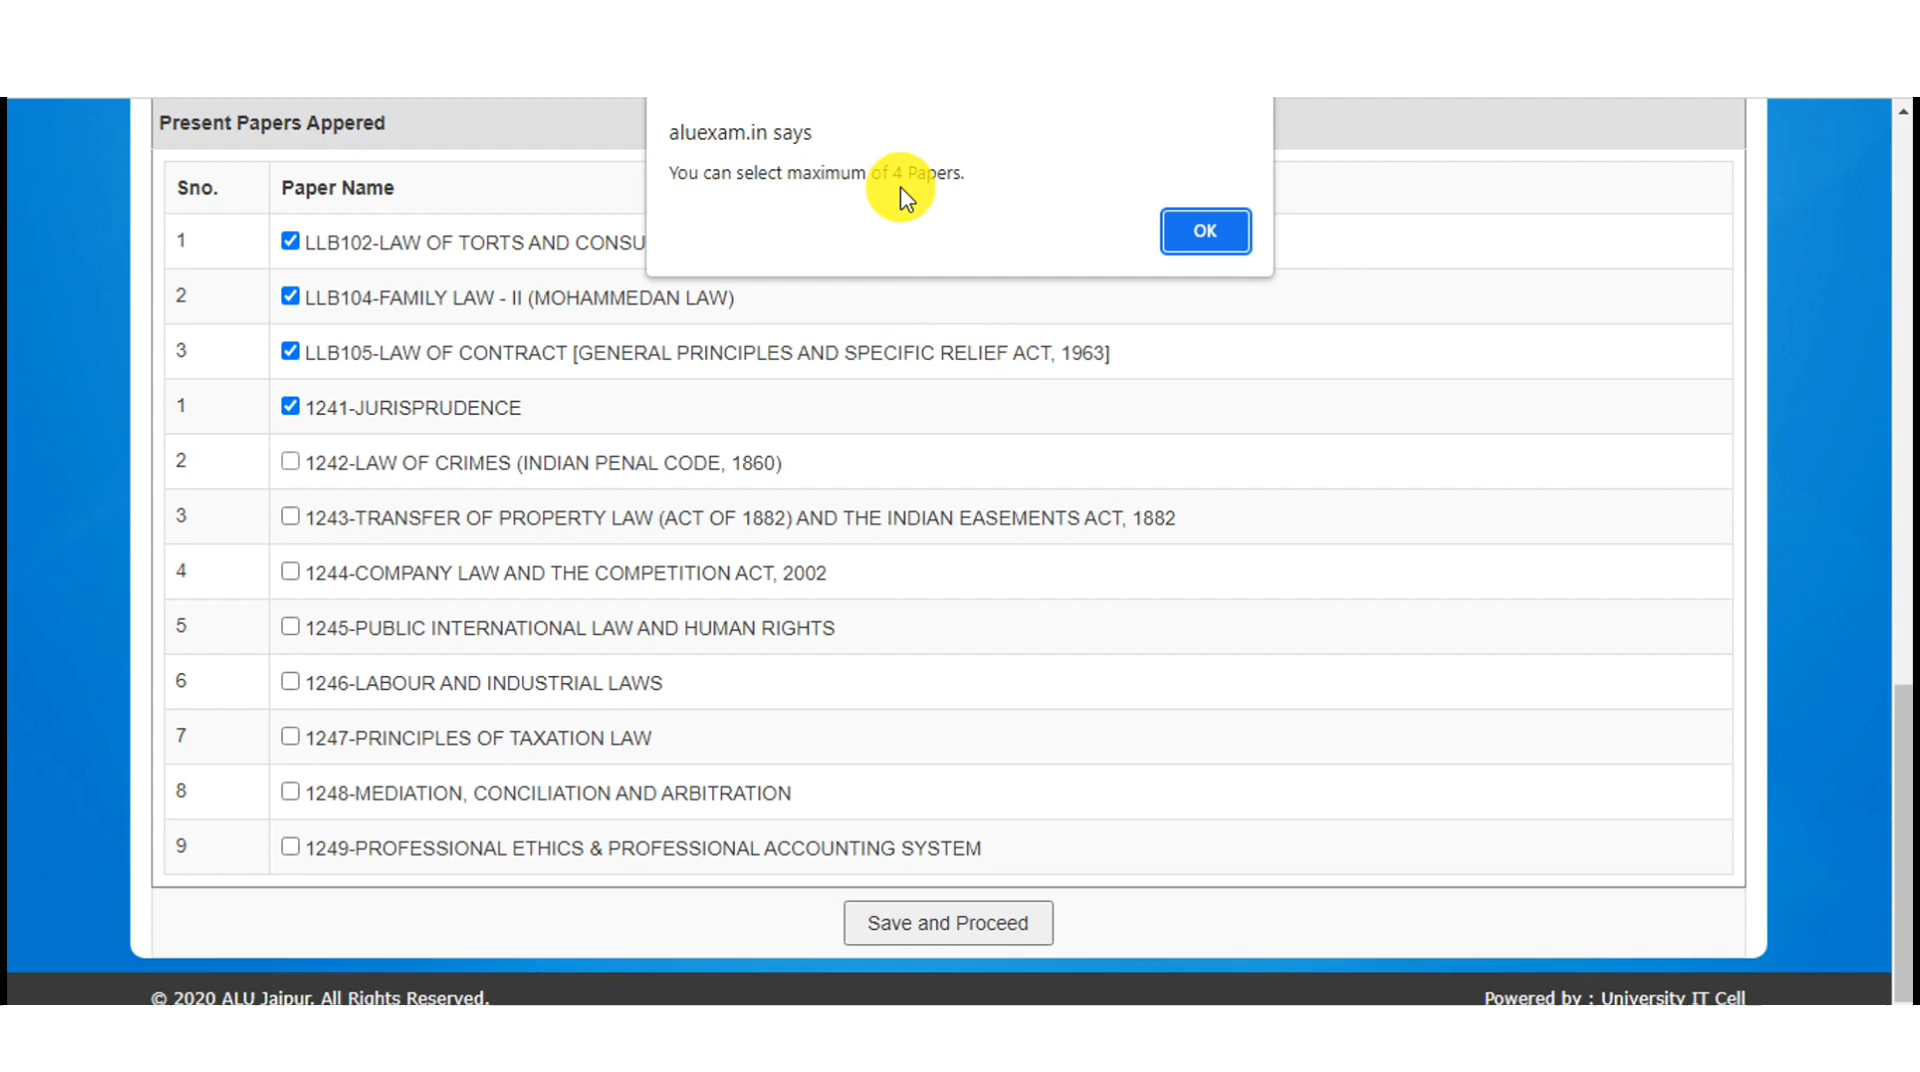 Present Papers Appered
aluexam.in says
You can select maximum of 4 Papers.
OK
Sno. Paper Name
1 LLB102-LAW OF TORTS AND CONSU
2 LLB104-FAMILY LAW - II (MOHAMMEDAN LAW)
3 LLB105-LAW OF CONTRACT [GENERAL PRINCIPLES AND SPECIFIC RELIEF ACT, 1963]
1 1241-JURISPRUDENCE
2 1242-LAW OF CRIMES (INDIAN PENAL CODE, 1860)
3 1243-TRANSFER OF PROPERTY LAW (ACT OF 1882) AND THE INDIAN EASEMENTS ACT, 1882
4 1244-COMPANY LAW AND THE COMPETITION ACT, 2002
5 1245-PUBLIC INTERNATIONAL LAW AND HUMAN RIGHTS
6 1246-LABOUR AND INDUSTRIAL LAWS
7 1247-PRINCIPLES OF TAXATION LAW
8 1248-MEDIATION, CONCILIATION AND ARBITRATION
9 1249-PROFESSIONAL ETHICS & PROFESSIONAL ACCOUNTING SYSTEM
Save and Proceed
© 2020 ALU Jaipur. All Rights Reserved. Powered by : University IT Cell